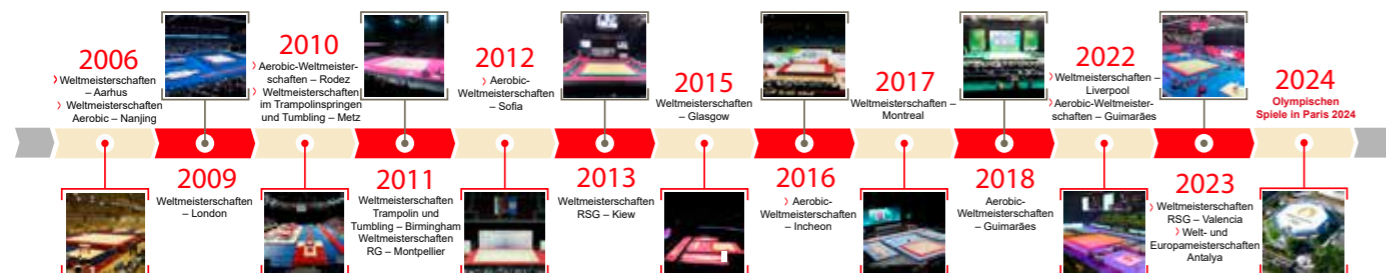 2006
› Weltmeisterschaften
– Aarhus
› Weltmeisterschaften
Aerobic – Nanjing
2009
Weltmeisterschaften
– London
2010
› Aerobic-Weltmeister-
schaften – Rodez
› Weltmeisterschaften
im Trampolinspringen
und Tumbling – Metz
2011
Weltmeisterschaften
Trampolin und
Tumbling – Birmingham
Weltmeisterschaften
RG – Montpellier
2012
› Aerobic-
Weltmeisterschaften
– Sofia
2013
Weltmeisterschaften
RSG – Kiew
2015
Weltmeisterschaften
– Glasgow
2016
› Aerobic-
Weltmeisterschaften
– Incheon
2017
Weltmeisterschaften –
Montreal
2018
Aerobic-
Weltmeisterschaften
– Guimarães
2022
› Weltmeisterschaften –
Liverpool
› Aerobic-Weltmeister-
schaften – Guimarães
2023
› Weltmeisterschaften
RSG – Valencia
› Welt- und
Europameisterschaften
Antalya
2024
Olympischen
Spiele in Paris 2024